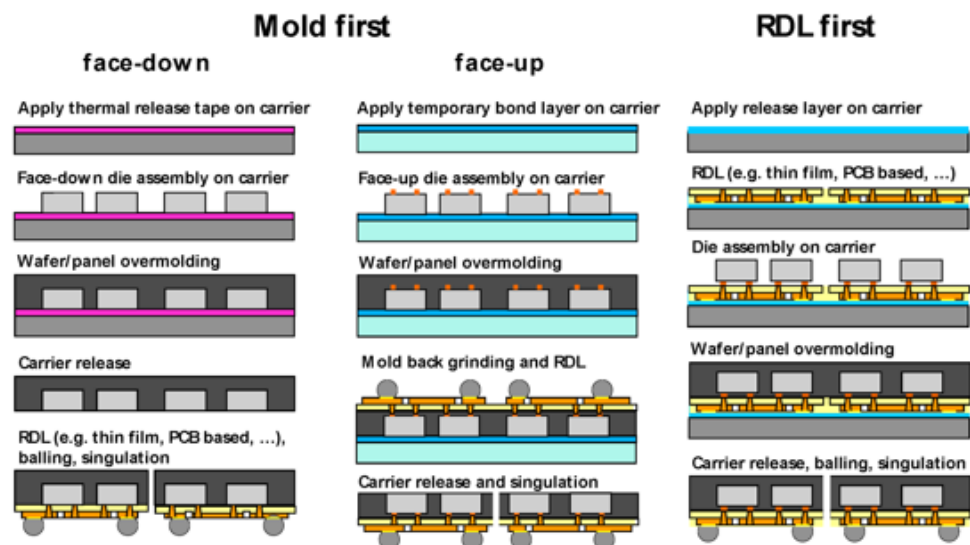 Mold first
face-down
Apply thermal release tape on carrier
Face-down die assembly on carrier
Wafer/panel overmolding
Carrier release
RDL (e.g. thin film, PCB based, ...),
balling, singulation
face-up
Apply temporary bond layer on carrier
Face-up die assembly on carrier
Wafer/panel overmolding
Mold back grinding and RDL
Carrier release and singulation
RDL first
Apply release layer on carrier
RDL (e.g. thin film, PCB based, ...)
Die assembly on carrier
Wafer/panel overmolding
Carrier release, balling, singulation